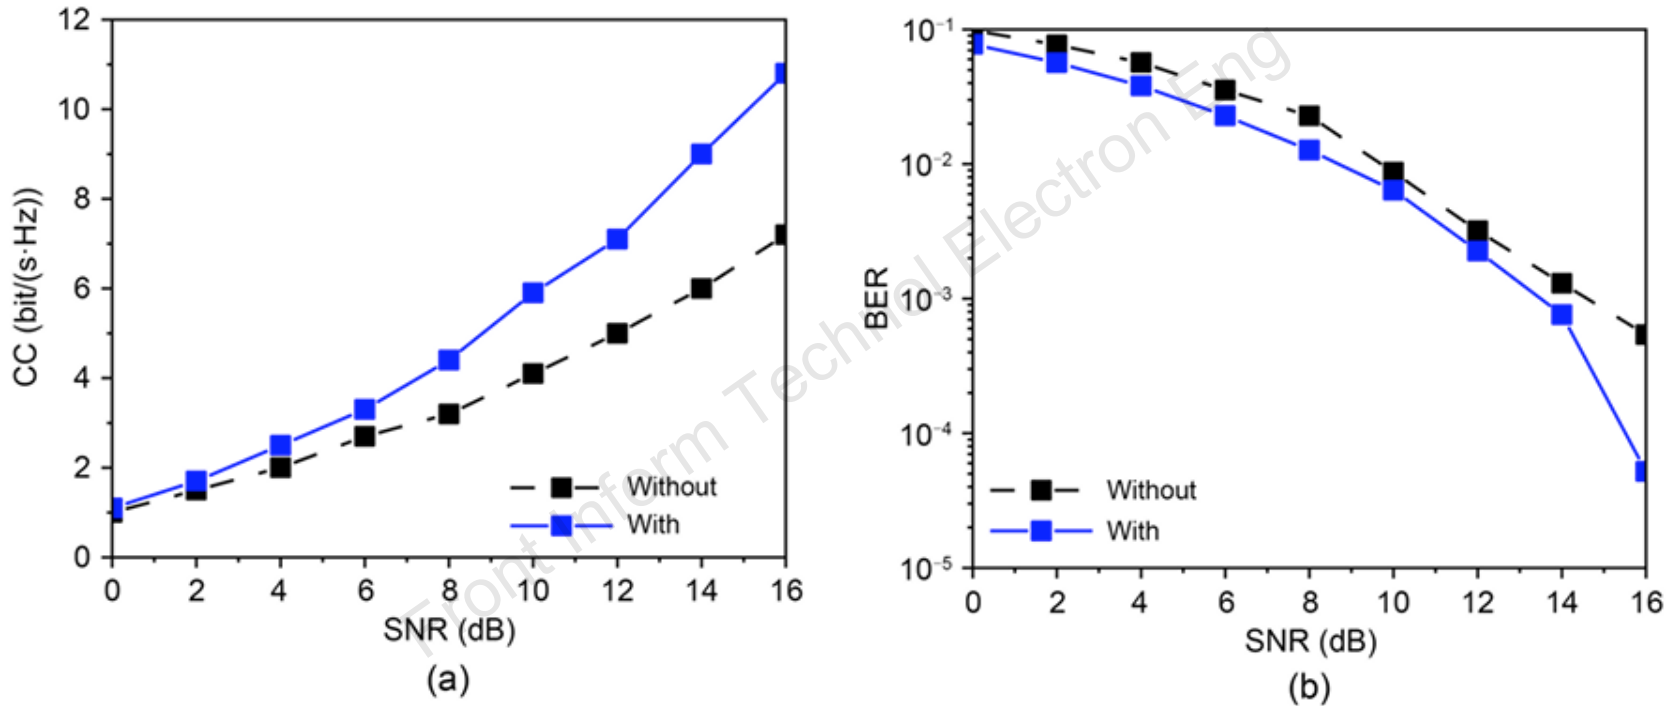 12
10
8
6
4
2
0
CC (bit/(s·Hz))
0 2 4 6 8 10 12 14 16
SNR (dB)
Without
With
(a)
10⁻¹
10⁻²
10⁻³
10⁻⁴
10⁻⁵
BER
0 2 4 6 8 10 12 14 16
SNR (dB)
Without
With
(b)
Front Inform Technol Electron Eng